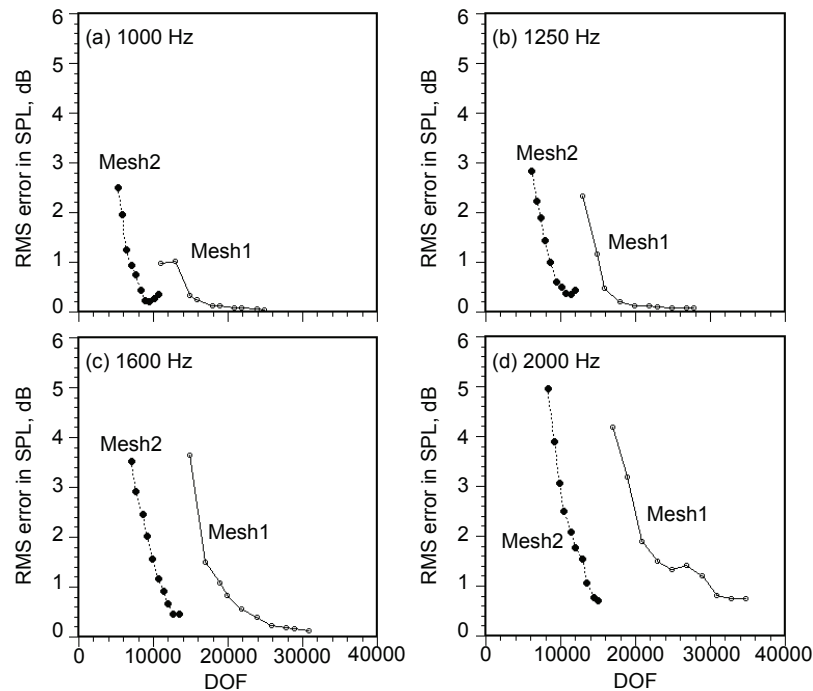 (a) 1000 Hz
RMS error in SPL, dB
6
5
4
3
2
1
0
Mesh2
Mesh1
(b) 1250 Hz
RMS error in SPL, dB
6
5
4
3
2
1
0
Mesh2
Mesh1
(c) 1600 Hz
RMS error in SPL, dB
6
5
4
3
2
1
0
Mesh2
Mesh1
0 10000 20000 30000 40000
DOF
(d) 2000 Hz
RMS error in SPL, dB
6
5
4
3
2
1
0
Mesh1
Mesh2
0 10000 20000 30000 40000
DOF